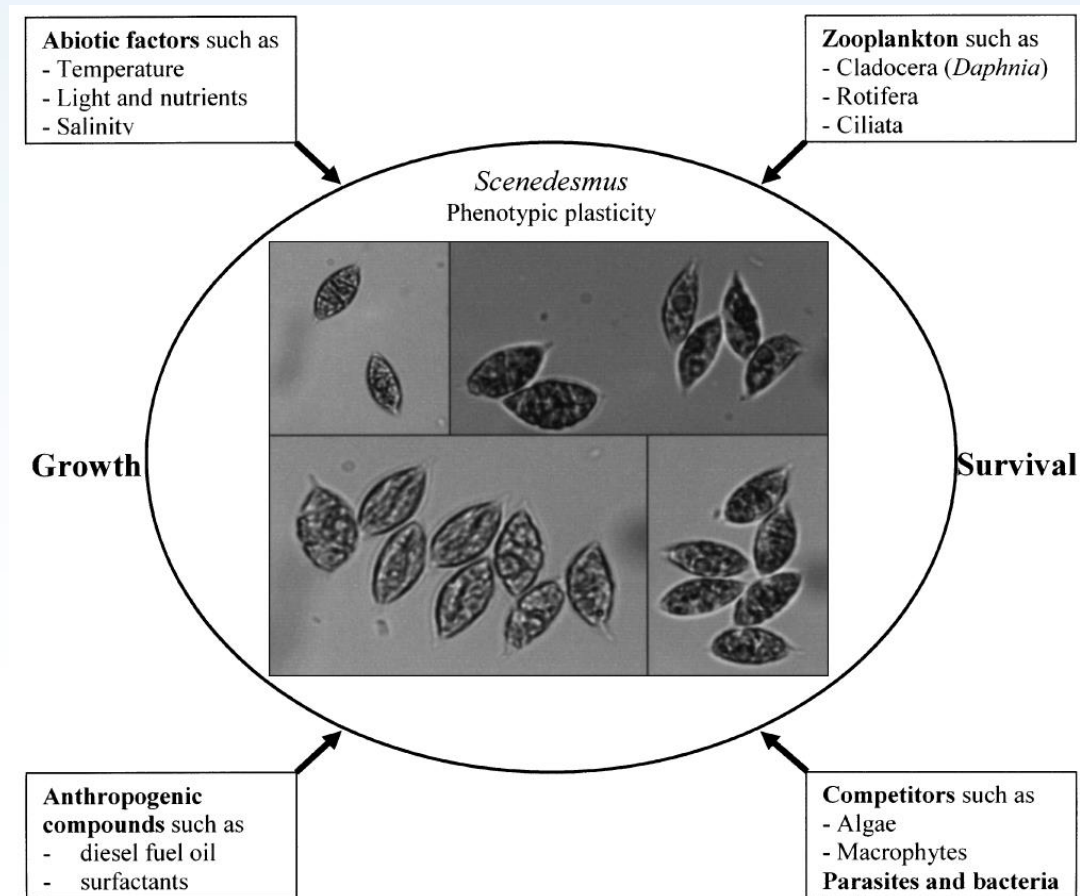 Abiotic factors such as
- Temperature
- Light and nutrients
- Salinity
Zooplankton such as
- Cladocera (Daphnia)
- Rotifera
- Ciliata
Scenedesmus
Phenotypic plasticity
Growth
Survival
Anthropogenic
compounds such as
- diesel fuel oil
- surfactants
Competitors such as
- Algae
- Macrophytes
Parasites and bacteria